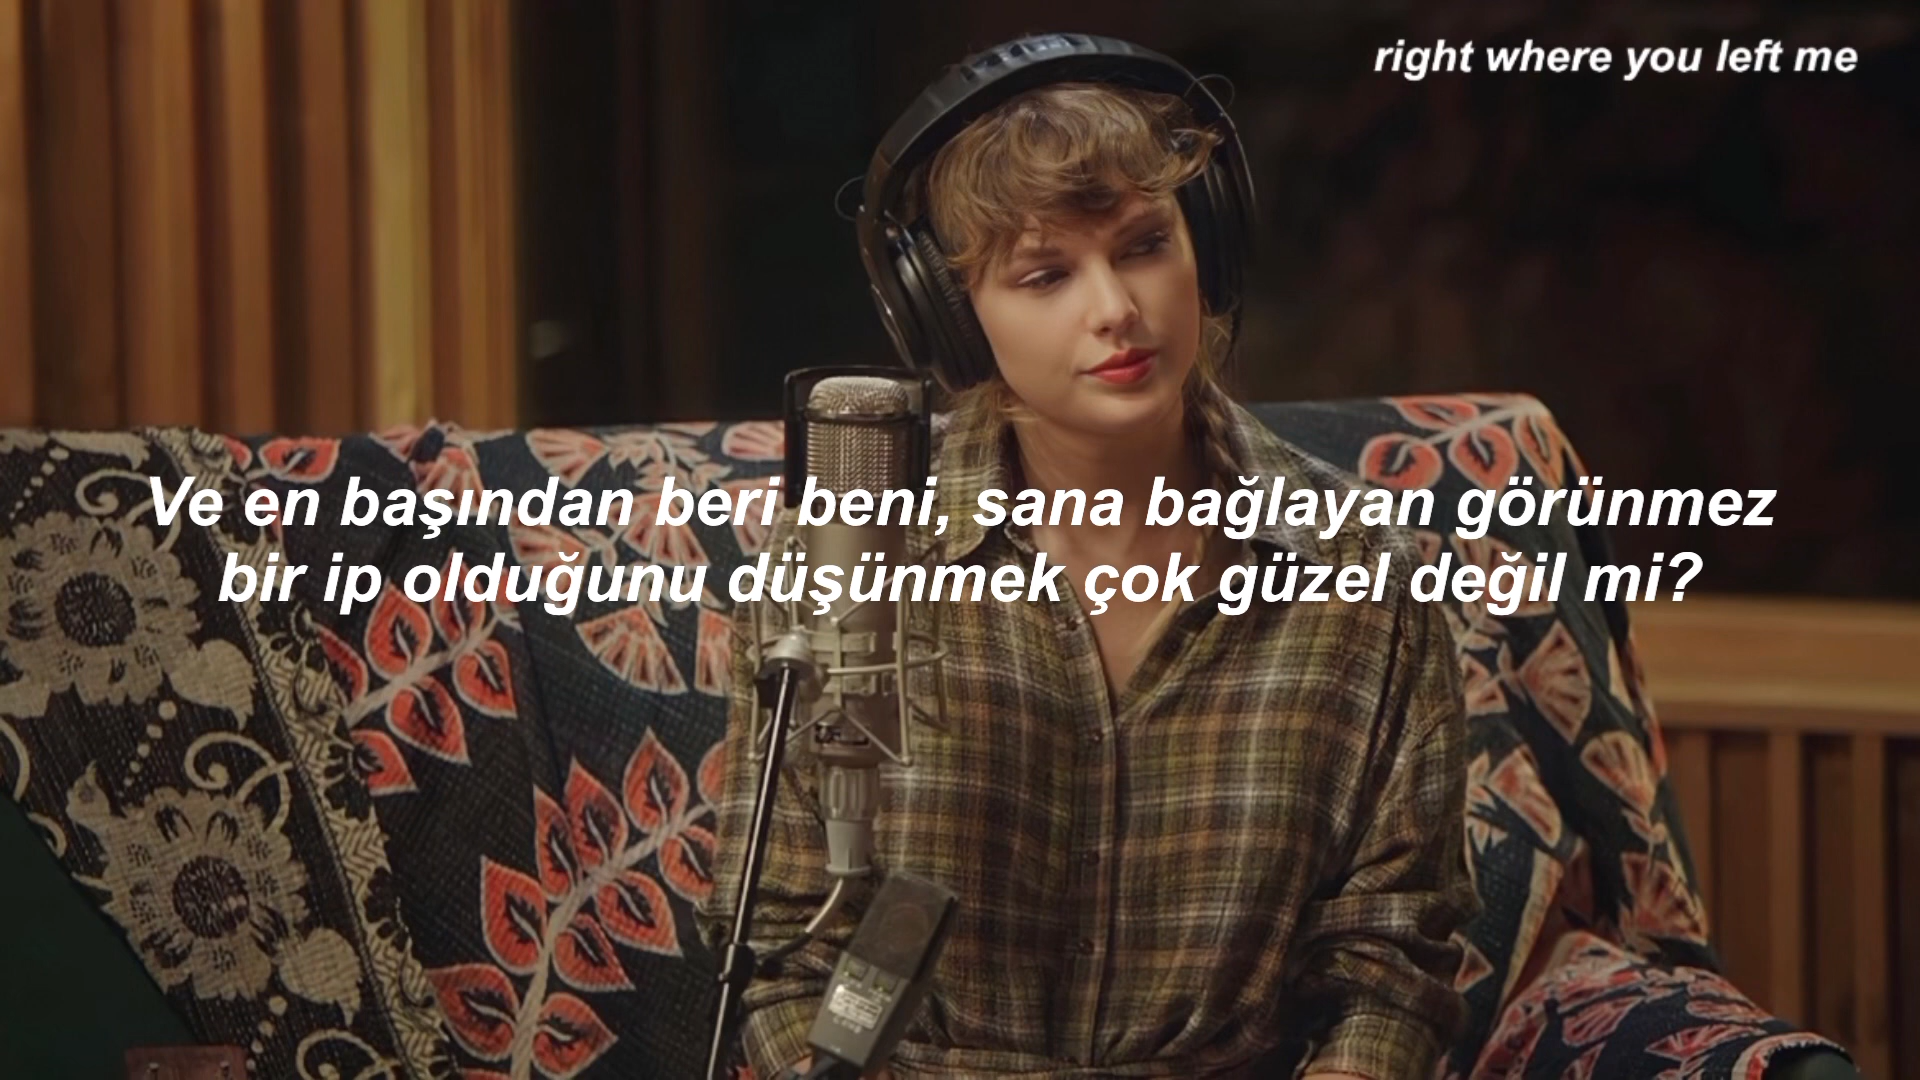 right where you left me
Ve en başından beri beni, sana bağlayan görünmez
bir ip olduğunu düşünmek çok güzel değil mi?